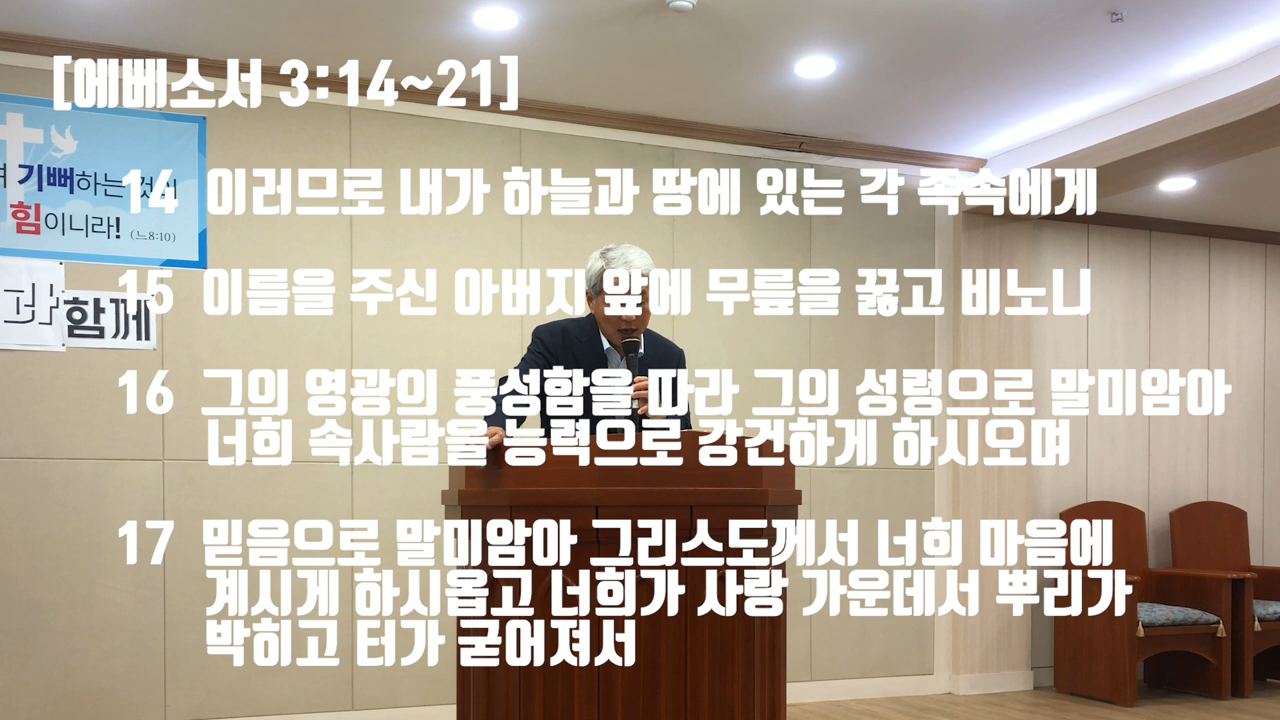 [에베소서 3:14~21]
기뻐하는 것이
힘이니라! (느8:10)
함께
14 이러므로 내가 하늘과 땅에 있는 각 족속에게
15 이름을 주신 아버지 앞에 무릎을 꿇고 비노니
16 그의 영광의 풍성함을 따라 그의 성령으로 말미암아
너희 속사람을 능력으로 강건하게 하시오며
17 믿음으로 말미암아 그리스도께서 너희 마음에
계시게 하시옵고 너희가 사랑 가운데서 뿌리가
박히고 터가 굳어져서